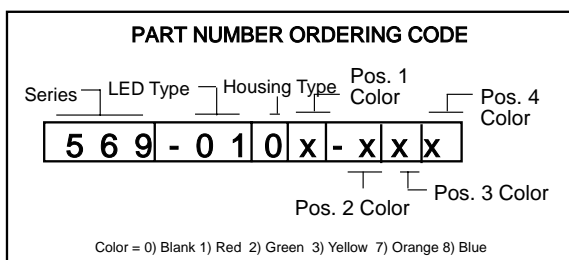 PART NUMBER ORDERING CODE
Series
LED Type
Housing Type
Pos. 1
Color
Pos. 4
Color
5 6 9 - 0 1 0 x - x x x
Pos. 2 Color
Pos. 3 Color
Color = 0) Blank 1) Red 2) Green 3) Yellow 7) Orange 8) Blue